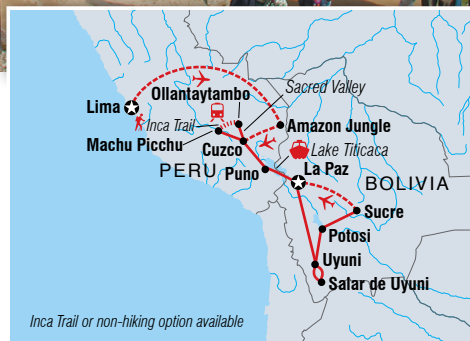 Ollantaytambo
Sacred Valley
Lima
Inca Trail
Amazon Jungle
Machu Picchu
Cuzco
Lake Titicaca
PERU
Puno
La Paz
BOLIVIA
Sucre
Potosi
Uyuni
Salar de Uyuni
Inca Trail or non-hiking option available